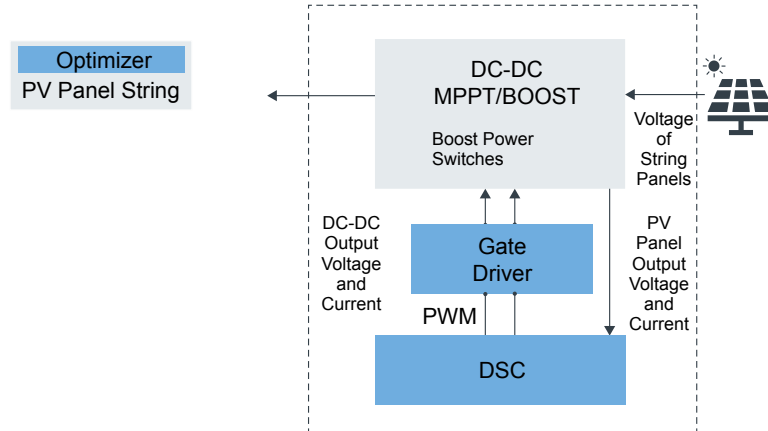 Optimizer
PV Panel String
DC-DC
MPPT/BOOST
Boost Power
Switches
Voltage
of
String
Panels
DC-DC
Output
Voltage
and
Current
Gate
Driver
PV
Panel
Output
Voltage
and
Current
PWM
DSC